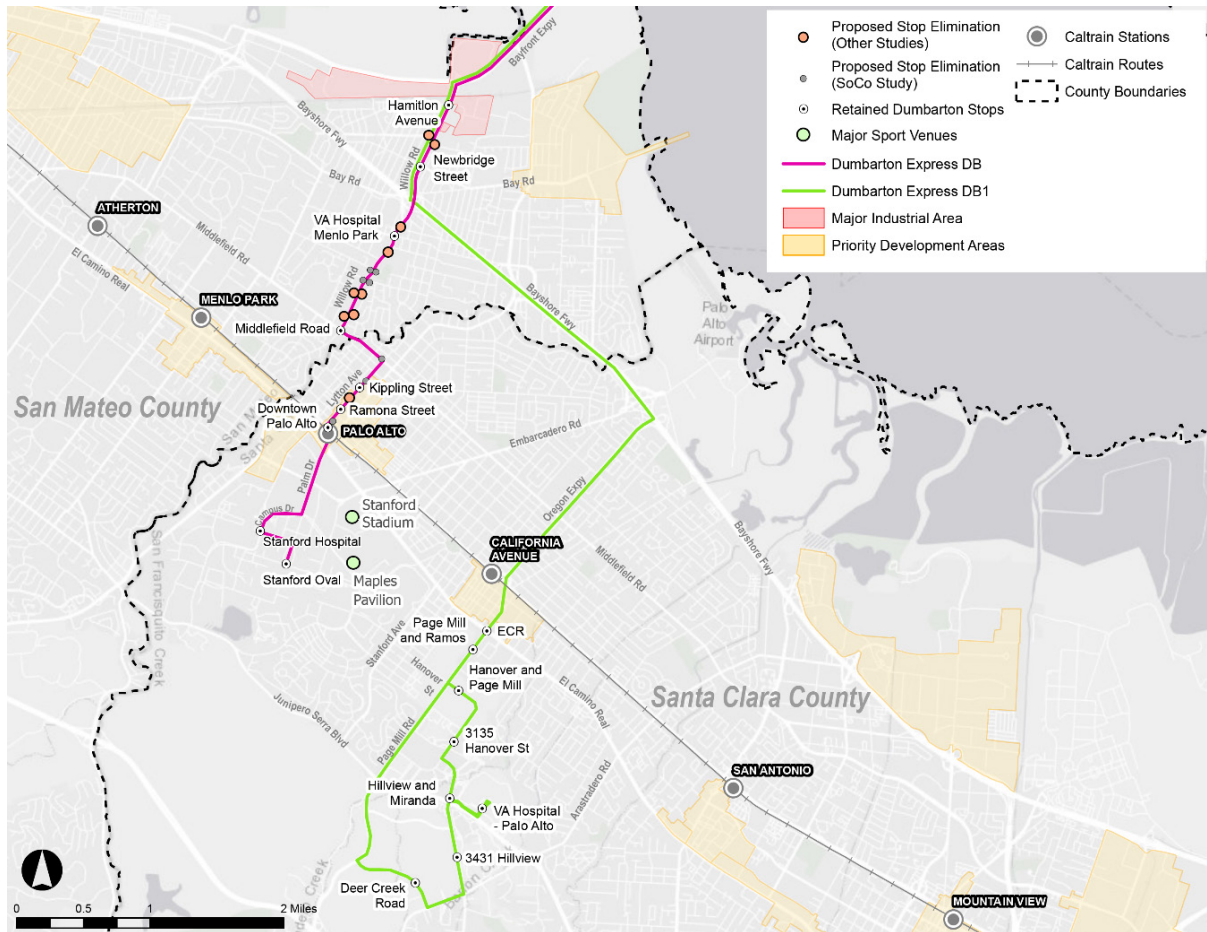 Proposed Stop Elimination
(Other Studies)
Proposed Stop Elimination
(SoCo Study)
Retained Dumbarton Stops
Major Sport Venues
Dumbarton Express DB
Dumbarton Express DB1
Major Industrial Area
Priority Development Areas
Caltrain Stations
Caltrain Routes
County Boundaries
Bayfront Expy
Hamitlon
Avenue
Bayshore Fwy
Willow Rd
Newbridge
Street
Bay Rd
Bay Rd
ATHERTON
VA Hospital
Menlo Park
Middlefield Rd
El Camino Real
Willow Rd
MENLO PARK
Middlefield Road
Bayshore Fwy
Palo
Alto
Airport
San Mateo County
Lytton Ave
Kippling Street
Downtown
Palo Alto
Ramona Street
San Mateo
Santa
PALO ALTO
Embarcadero Rd
Palm Dr
Campus Dr
Stanford
Stadium
Oregon Expy
Stanford Hospital
Stanford Oval
Maples
Pavilion
CALIFORNIA
AVENUE
Middlefield Rd
Bayshore Fwy
San Francisquito Creek
Stanford Ave
Page Mill
and Ramos
ECR
Hanover
St
Hanover and
Page Mill
El Camino Real
Santa Clara County
Junipero Serra Blvd
Page Mill Rd
3135
Hanover St
Hillview and
Miranda
Arastradero Rd
SAN ANTONIO
VA Hospital
- Palo Alto
3431 Hillview
Deer Creek
Road
Creek
MOUNTAIN VIEW
0 0.5 1 2 Miles